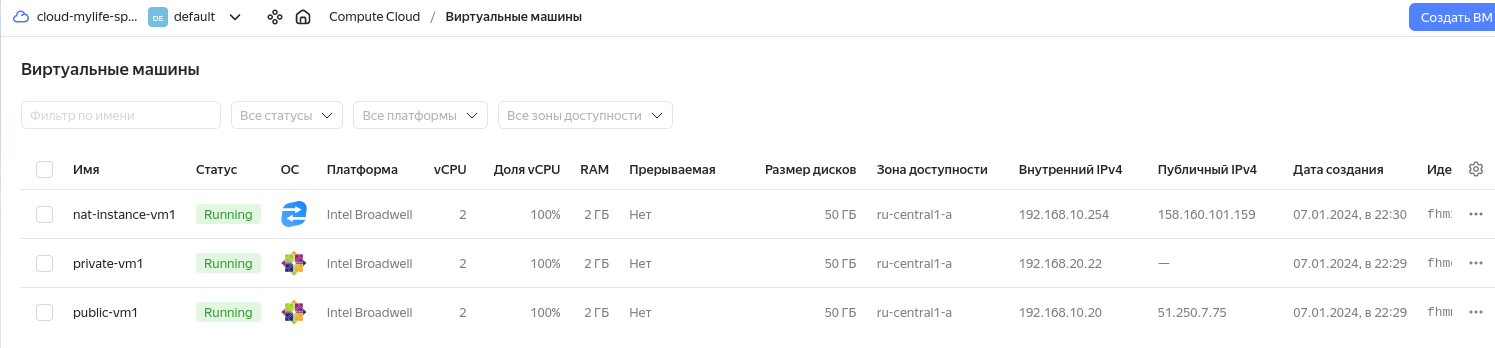 cloud-mylife-sp... DE default Compute Cloud / Виртуальные машины Создать ВМ
Виртуальные машины
Фильтр по имени Все статусы Все платформы Все зоны доступности
Имя Статус ОС Платформа vCPU Доля vCPU RAM Прерываемая Размер дисков Зона доступности Внутренний IPv4 Публичный IPv4 Дата создания Иде
nat-instance-vm1 Running Intel Broadwell 2 100% 2 ГБ Нет 50 ГБ ru-central1-a 192.168.10.254 158.160.101.159 07.01.2024, в 22:30 fhm
private-vm1 Running Intel Broadwell 2 100% 2 ГБ Нет 50 ГБ ru-central1-a 192.168.20.22 — 07.01.2024, в 22:29 fhm
public-vm1 Running Intel Broadwell 2 100% 2 ГБ Нет 50 ГБ ru-central1-a 192.168.10.20 51.250.7.75 07.01.2024, в 22:29 fhm